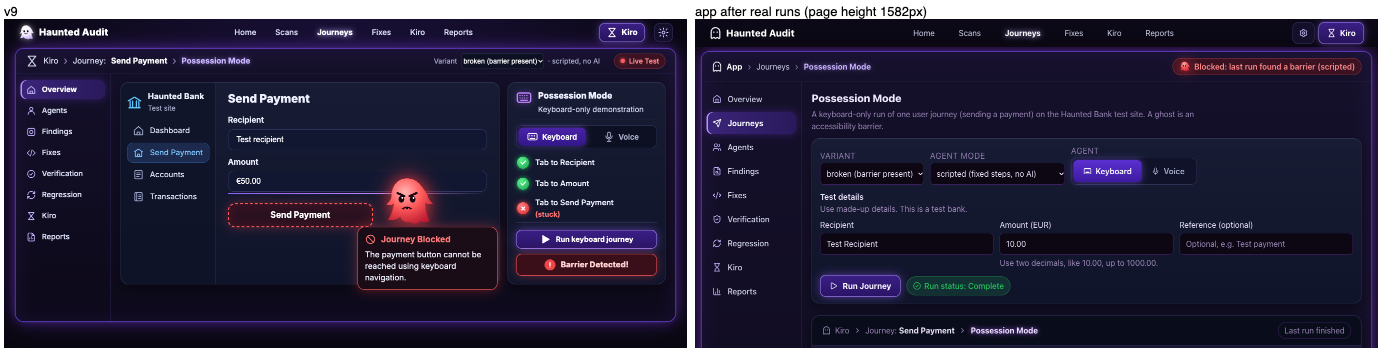 v9
Haunted Audit
Home Scans Journeys Fixes Kiro Reports
Kiro
Kiro > Journey: Send Payment > Possession Mode
Variant broken (barrier present) · scripted, no AI
Live Test
Overview
Agents
Findings
Fixes
Verification
Regression
Kiro
Reports
Haunted Bank
Test site
Dashboard
Send Payment
Accounts
Transactions
Send Payment
Recipient
Test recipient
Amount
€50.00
Send Payment
Journey Blocked
The payment button cannot be
reached using keyboard
navigation.
Possession Mode
Keyboard-only demonstration
Keyboard Voice
Tab to Recipient
Tab to Amount
Tab to Send Payment
(stuck)
Run keyboard journey
Barrier Detected!
app after real runs (page height 1582px)
Haunted Audit
Home Scans Journeys Fixes Kiro Reports
Kiro
App > Journeys > Possession Mode
Blocked: last run found a barrier (scripted)
Overview
Journeys
Agents
Findings
Fixes
Verification
Regression
Kiro
Reports
Possession Mode
A keyboard-only run of one user journey (sending a payment) on the Haunted Bank test site. A ghost is an
accessibility barrier.
VARIANT AGENT MODE AGENT
broken (barrier present) scripted (fixed steps, no AI) Keyboard Voice
Test details
Use made-up details. This is a test bank.
Recipient Amount (EUR) Reference (optional)
Test Recipient 10.00 Optional, e.g. Test payment
Use two decimals, like 10.00, up to 1000.00.
Run Journey Run status: Complete
Kiro > Journey: Send Payment > Possession Mode Last run finished